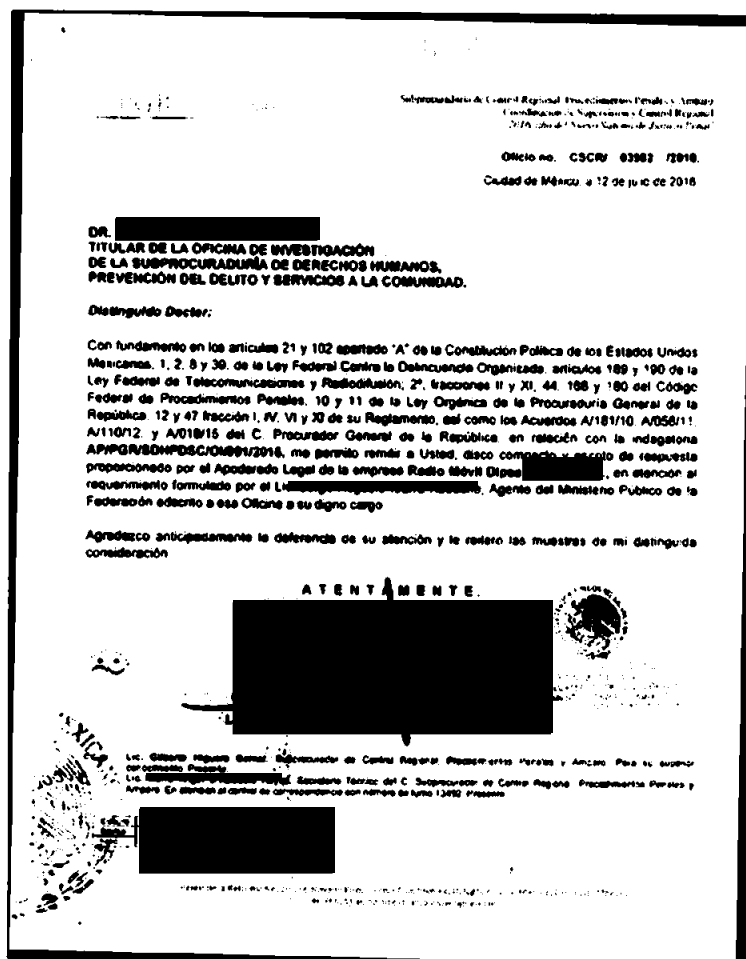 Subprocuraduría de Control Regional, Procedimientos Penales y Amparo
Coordinación de Supervisión y Control Regional
"2016, año del Nuevo Sistema de Justicia Penal"
Oficio no. CSCR/ 03982 /2016.
Ciudad de México, a 12 de julio de 2016
DR.
TITULAR DE LA OFICINA DE INVESTIGACIÓN
DE LA SUBPROCURADURÍA DE DERECHOS HUMANOS,
PREVENCIÓN DEL DELITO Y SERVICIOS A LA COMUNIDAD.
Distinguido Doctor:
Con fundamento en los artículos 21 y 102 apartado "A" de la Constitución Política de los Estados Unidos
Mexicanos, 1, 2, 8 y 39, de la Ley Federal Contra la Delincuencia Organizada, artículos 189 y 190 de la
Ley Federal de Telecomunicaciones y Radiodifusión; 2°, fracciones II y XI, 44, 168 y 180 del Código
Federal de Procedimientos Penales, 10 y 11 de la Ley Orgánica de la Procuraduría General de la
República, 12 y 47 fracción I, IV, VI y XI de su Reglamento, así como los Acuerdos A/181/10, A/056/11,
A/110/12, y A/018/15 del C. Procurador General de la República, en relación con la indagatoria
AP/PGR/SDHPDSC/OI/001/2016, me permito remitir a Usted, disco compacto y escrito de respuesta
proporcionado por el Apoderado Legal de la empresa Radio Móvil Dipsa , en atención al
requerimiento formulado por el , Agente del Ministerio Público de la
Federación adscrito a esa Oficina a su digno cargo
Agradezco anticipadamente la deferencia de su atención y le reitero las muestras de mi distinguida
consideración
ATENTAMENTE.
Lic. Gilberto Higuera Bernal. Subprocurador de Control Regional, Procedimientos Penales y Amparo. Para su superior
conocimiento. Presente.
Lic. Secretario Técnico del C. Subprocurador de Control Regional, Procedimientos Penales y
Amparo. En atención al control de correspondencia con número de turno 13492. Presente